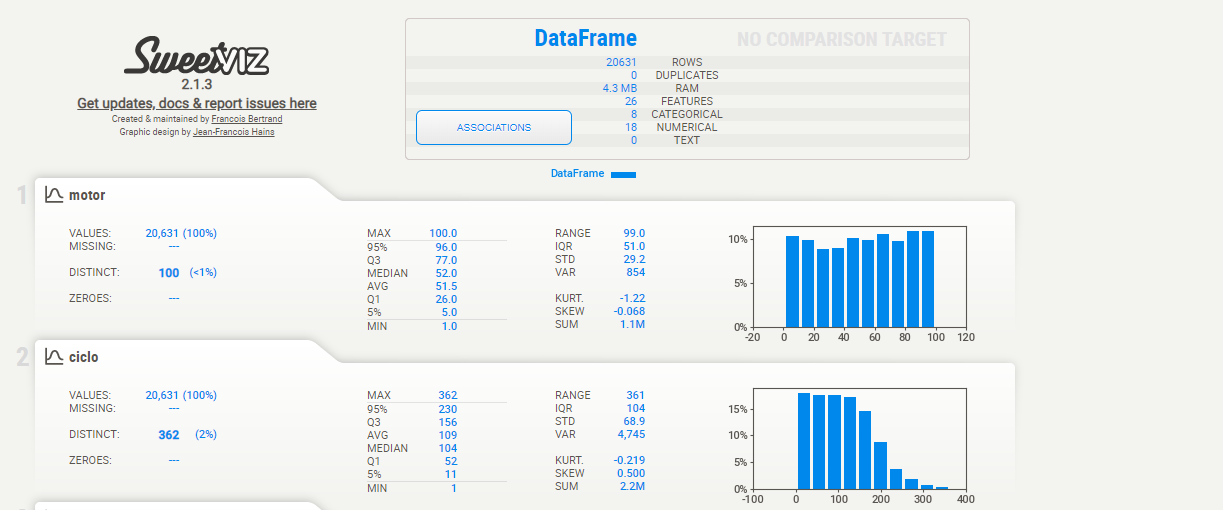 SweetVIZ
2.1.3
Get updates, docs & report issues here
Created & maintained by Francois Bertrand
Graphic design by Jean-Francois Hains
DataFrame NO COMPARISON TARGET
20631 ROWS
0 DUPLICATES
4.3 MB RAM
26 FEATURES
8 CATEGORICAL
18 NUMERICAL
0 TEXT
ASSOCIATIONS
DataFrame
1 motor
VALUES: 20,631 (100%)
MISSING: ---
DISTINCT: 100 (<1%)
ZEROES: ---
MAX 100.0
95% 96.0
Q3 77.0
MEDIAN 52.0
AVG 51.5
Q1 26.0
5% 5.0
MIN 1.0
RANGE 99.0
IQR 51.0
STD 29.2
VAR 854
KURT. -1.22
SKEW -0.068
SUM 1.1M
10%
5%
0%
-20 0 20 40 60 80 100 120
2 ciclo
VALUES: 20,631 (100%)
MISSING: ---
DISTINCT: 362 (2%)
ZEROES: ---
MAX 362
95% 230
Q3 156
AVG 109
MEDIAN 104
Q1 52
5% 11
MIN 1
RANGE 361
IQR 104
STD 68.9
VAR 4,745
KURT. -0.219
SKEW 0.500
SUM 2.2M
15%
10%
5%
0%
-100 0 100 200 300 400